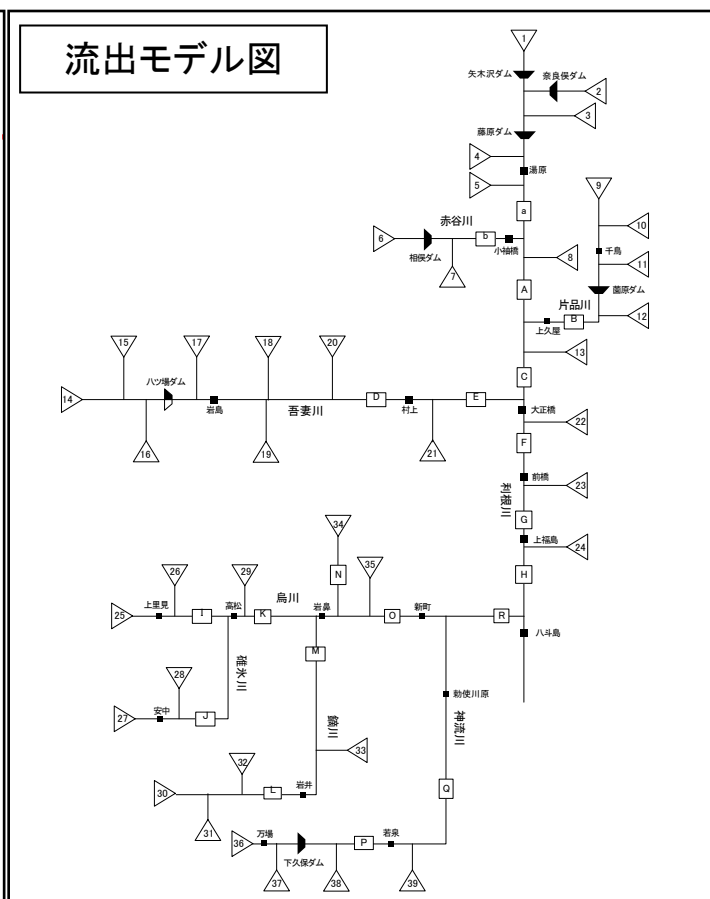 流出モデル図
1
矢木沢ダム
奈良俣ダム
2
3
藤原ダム
4
湯原
5
9
a
赤谷川
10
6
b
小袖橋
千鳥
相俣ダム
7
8
11
A
薗原ダム
片品川
12
上久屋
B
13
15
17
18
20
C
八ツ場ダム
14
岩島
吾妻川
D
村上
E
大正橋
16
19
21
22
F
前橋
23
利根川
G
上福島
24
H
34
35
26
29
烏川
N
上里見
高松
岩鼻
新町
25
I
K
O
R
八斗島
M
碓氷川
28
27
安中
J
勅使川原
神流川
鏑川
33
32
30
L
岩井
31
Q
36
万場
下久保ダム
P
若泉
37
38
39